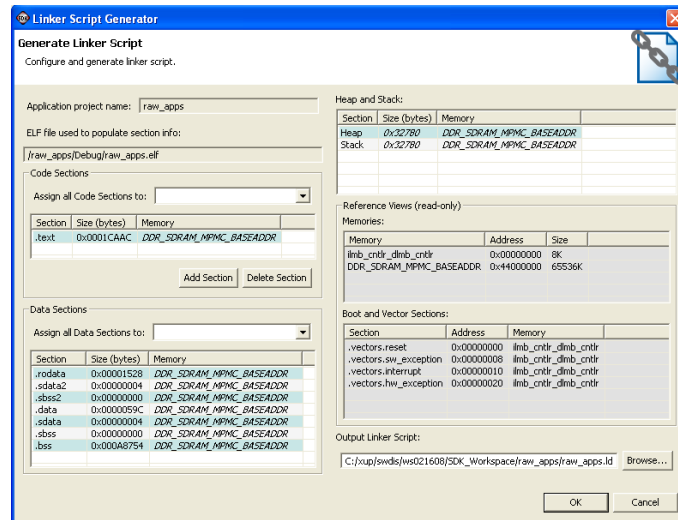 Linker Script Generator
Generate Linker Script
Configure and generate linker script.
Application project name: raw_apps
ELF file used to populate section info:
/raw_apps/Debug/raw_apps.elf
Code Sections
Assign all Code Sections to:
Section Size (bytes) Memory
.text 0x0001CAAC DDR_SDRAM_MPMC_BASEADDR
Add Section Delete Section
Data Sections
Assign all Data Sections to:
Section Size (bytes) Memory
.rodata 0x00001528 DDR_SDRAM_MPMC_BASEADDR
.sdata2 0x00000004 DDR_SDRAM_MPMC_BASEADDR
.sbss2 0x00000000 DDR_SDRAM_MPMC_BASEADDR
.data 0x0000059C DDR_SDRAM_MPMC_BASEADDR
.sdata 0x00000004 DDR_SDRAM_MPMC_BASEADDR
.sbss 0x00000000 DDR_SDRAM_MPMC_BASEADDR
.bss 0x000A8754 DDR_SDRAM_MPMC_BASEADDR
Heap and Stack:
Section Size (bytes) Memory
Heap 0x32780 DDR_SDRAM_MPMC_BASEADDR
Stack 0x32780 DDR_SDRAM_MPMC_BASEADDR
Reference Views (read-only)
Memories:
Memory Address Size
ilmb_cntlr_dlmb_cntlr 0x00000000 8K
DDR_SDRAM_MPMC_BASEADDR 0x44000000 65536K
Boot and Vector Sections:
Section Address Memory
.vectors.reset 0x00000000 ilmb_cntlr_dlmb_cntlr
.vectors.sw_exception 0x00000008 ilmb_cntlr_dlmb_cntlr
.vectors.interrupt 0x00000010 ilmb_cntlr_dlmb_cntlr
.vectors.hw_exception 0x00000020 ilmb_cntlr_dlmb_cntlr
Output Linker Script:
C:/xup/swdis/ws021608/SDK_Workspace/raw_apps/raw_apps.ld Browse...
OK Cancel